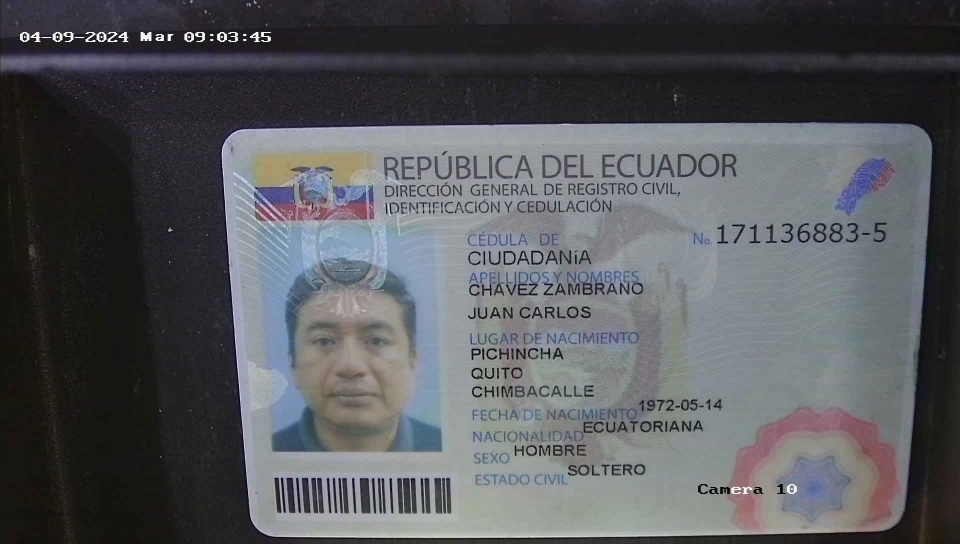 04-09-2024 Mar 09:03:45
REPÚBLICA DEL ECUADOR
DIRECCIÓN GENERAL DE REGISTRO CIVIL,
IDENTIFICACIÓN Y CEDULACIÓN
CÉDULA DE
No. 171136883-5
CIUDADANíA
APELLIDOS Y NOMBRES
CHAVEZ ZAMBRANO
JUAN CARLOS
LUGAR DE NACIMIENTO
PICHINCHA
QUITO
CHIMBACALLE
FECHA DE NACIMIENTO 1972-05-14
NACIONALIDAD ECUATORIANA
SEXO HOMBRE
ESTADO CIVIL SOLTERO
Camera 10